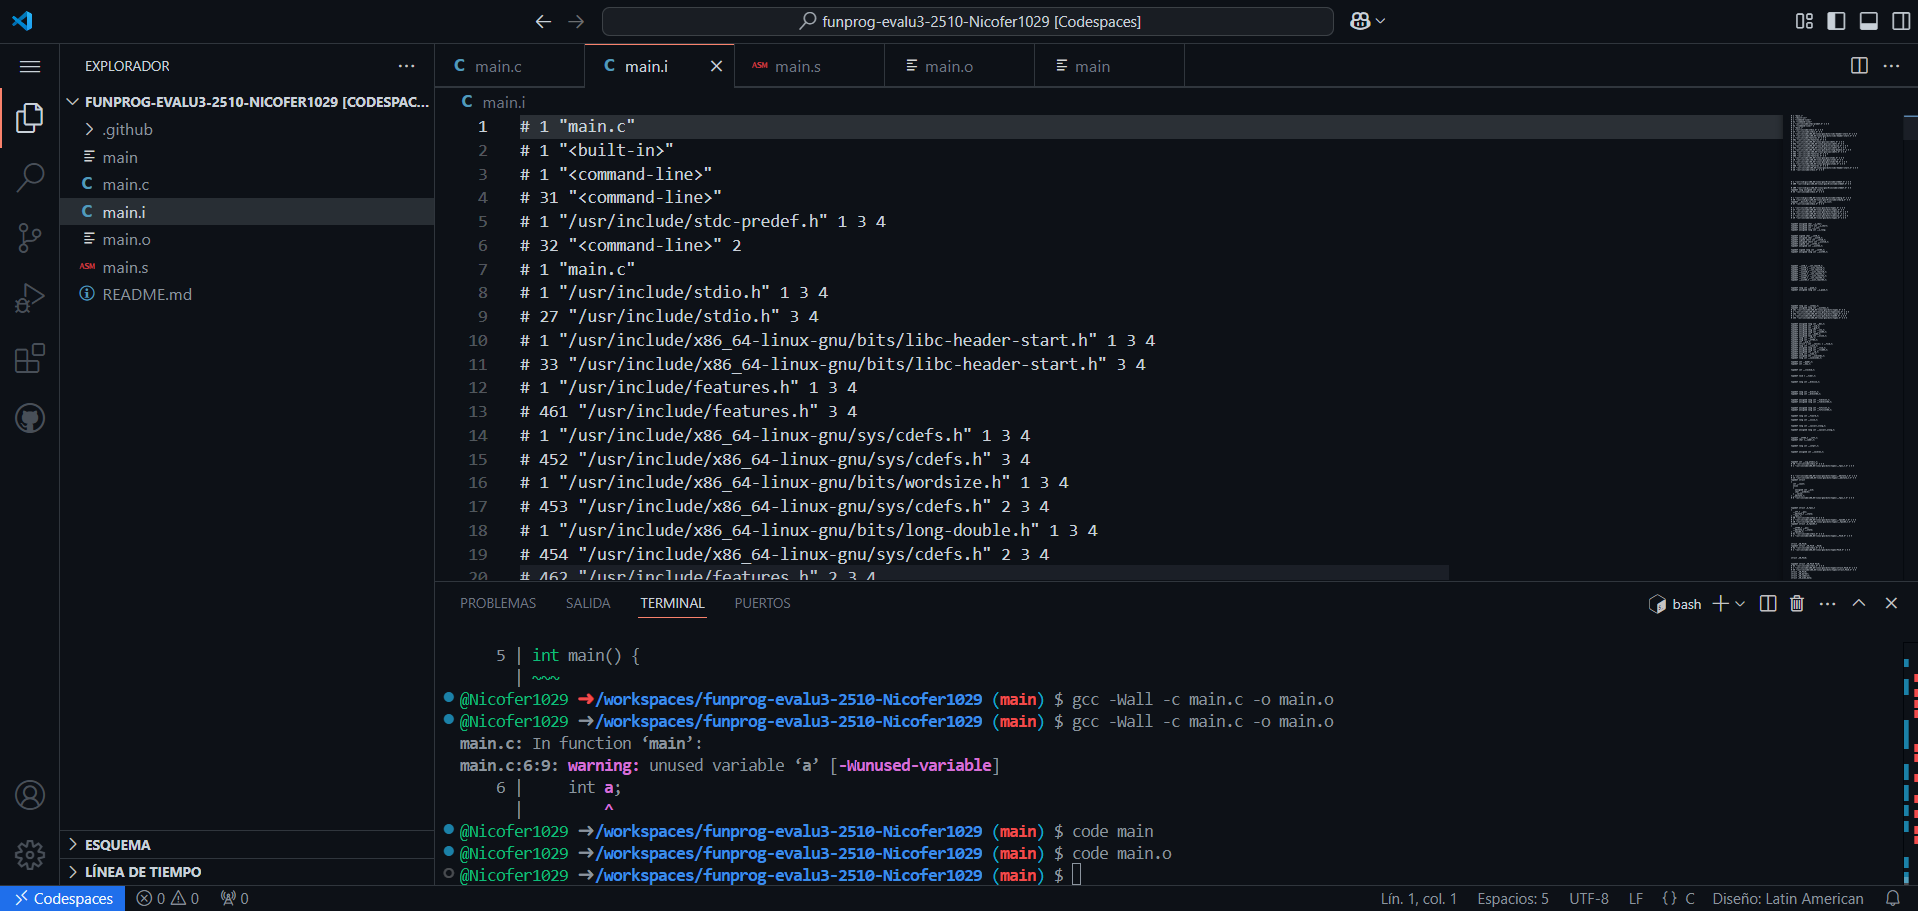 funprog-evalu3-2510-Nicofer1029 [Codespaces]
EXPLORADOR
FUNPROG-EVALU3-2510-NICOFER1029 [CODESPAC...
.github
main
main.c
main.i
main.o
ASM main.s
README.md
ESQUEMA
LÍNEA DE TIEMPO
C main.c
C main.i
ASM main.s
main.o
main
C main.i
1 # 1 "main.c"
2 # 1 "<built-in>"
3 # 1 "<command-line>"
4 # 31 "<command-line>"
5 # 1 "/usr/include/stdc-predef.h" 1 3 4
6 # 32 "<command-line>" 2
7 # 1 "main.c"
8 # 1 "/usr/include/stdio.h" 1 3 4
9 # 27 "/usr/include/stdio.h" 3 4
10 # 1 "/usr/include/x86_64-linux-gnu/bits/libc-header-start.h" 1 3 4
11 # 33 "/usr/include/x86_64-linux-gnu/bits/libc-header-start.h" 3 4
12 # 1 "/usr/include/features.h" 1 3 4
13 # 461 "/usr/include/features.h" 3 4
14 # 1 "/usr/include/x86_64-linux-gnu/sys/cdefs.h" 1 3 4
15 # 452 "/usr/include/x86_64-linux-gnu/sys/cdefs.h" 3 4
16 # 1 "/usr/include/x86_64-linux-gnu/bits/wordsize.h" 1 3 4
17 # 453 "/usr/include/x86_64-linux-gnu/sys/cdefs.h" 2 3 4
18 # 1 "/usr/include/x86_64-linux-gnu/bits/long-double.h" 1 3 4
19 # 454 "/usr/include/x86_64-linux-gnu/sys/cdefs.h" 2 3 4
20 # 462 "/usr/include/features.h" 2 3 4
PROBLEMAS SALIDA TERMINAL PUERTOS
bash
5 | int main() {
| ~~~
@Nicofer1029 ➜/workspaces/funprog-evalu3-2510-Nicofer1029 (main) $ gcc -Wall -c main.c -o main.o
@Nicofer1029 ➜/workspaces/funprog-evalu3-2510-Nicofer1029 (main) $ gcc -Wall -c main.c -o main.o
main.c: In function ‘main’:
main.c:6:9: warning: unused variable ‘a’ [-Wunused-variable]
6 | int a;
| ^
@Nicofer1029 ➜/workspaces/funprog-evalu3-2510-Nicofer1029 (main) $ code main
@Nicofer1029 ➜/workspaces/funprog-evalu3-2510-Nicofer1029 (main) $ code main.o
@Nicofer1029 ➜/workspaces/funprog-evalu3-2510-Nicofer1029 (main) $
Codespaces 0 0 0
Lín. 1, col. 1 Espacios: 5 UTF-8 LF {} C Diseño: Latin American